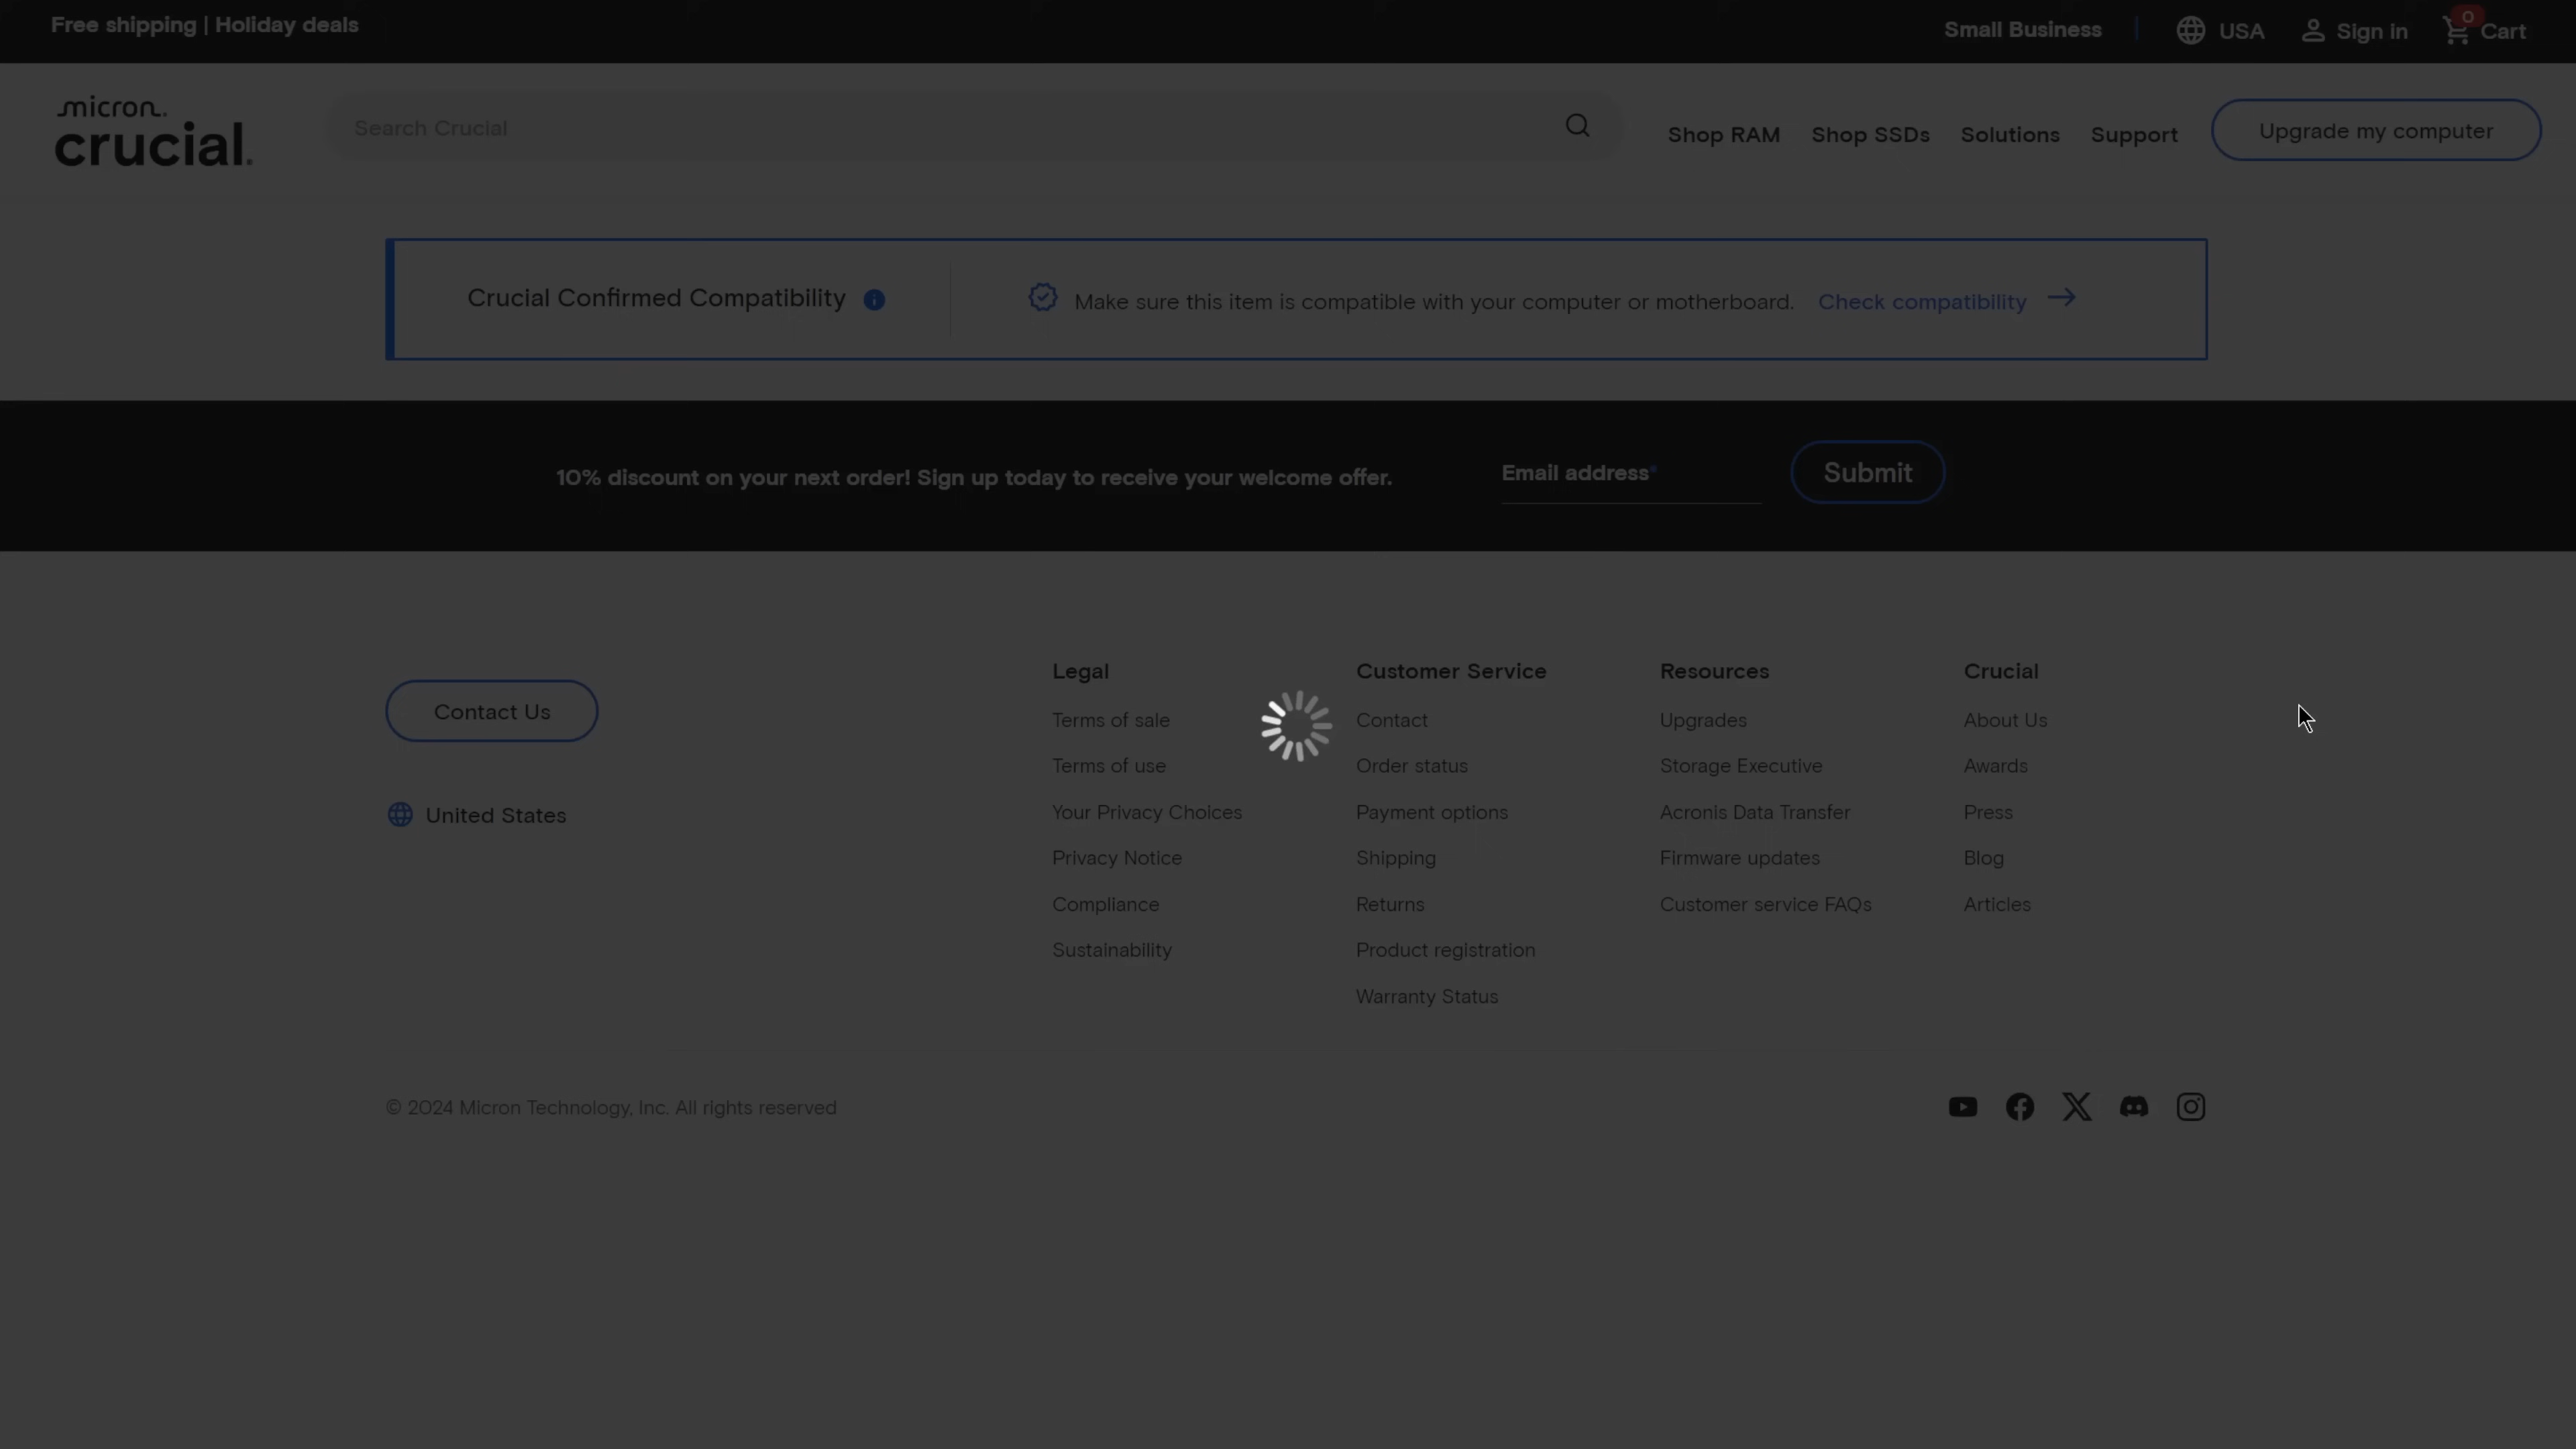 Free shipping | Holiday deals
Small Business
USA
Sign in
0
Cart
micron.
crucial.
Search Crucial
Shop RAM
Shop SSDs
Solutions
Support
Upgrade my computer
Crucial Confirmed Compatibility
Make sure this item is compatible with your computer or motherboard.
Check compatibility
10% discount on your next order! Sign up today to receive your welcome offer.
Email address*
Submit
Contact Us
United States
Legal
Terms of sale
Terms of use
Your Privacy Choices
Privacy Notice
Compliance
Sustainability
Customer Service
Contact
Order status
Payment options
Shipping
Returns
Product registration
Warranty Status
Resources
Upgrades
Storage Executive
Acronis Data Transfer
Firmware updates
Customer service FAQs
Crucial
About Us
Awards
Press
Blog
Articles
© 2024 Micron Technology, Inc. All rights reserved